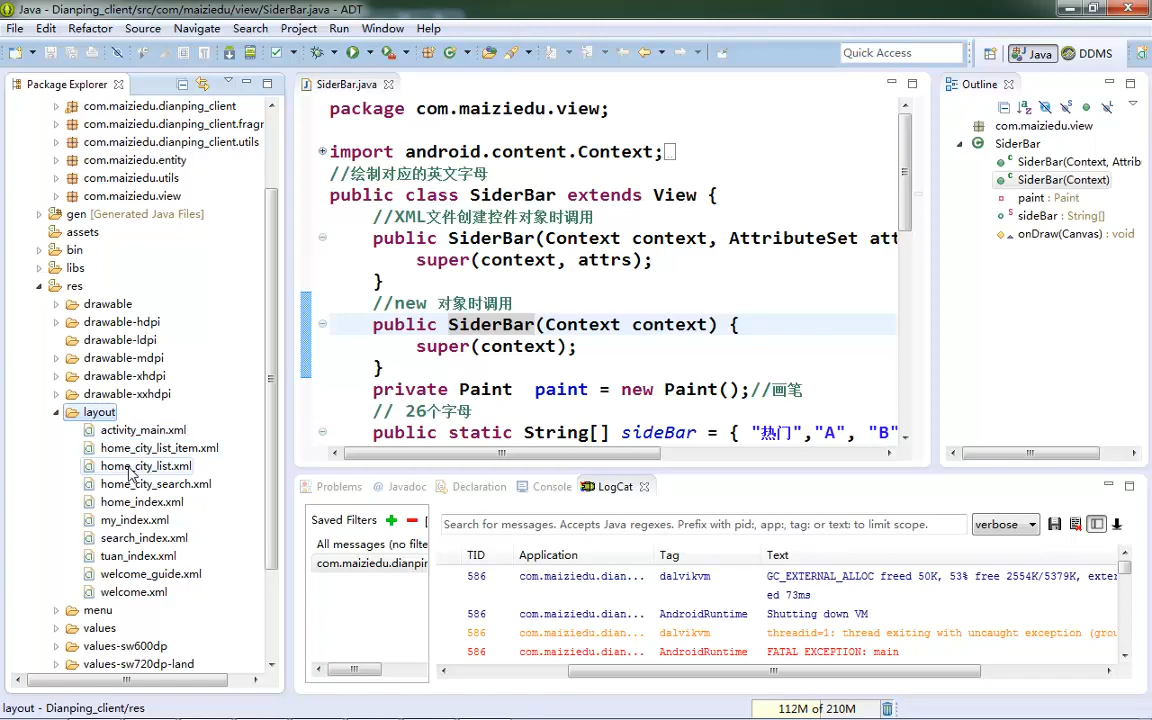 Java - Dianping_client/src/com/maiziedu/view/SiderBar.java - ADT
File Edit Refactor Source Navigate Search Project Run Window Help
Quick Access
Java
DDMS
Package Explorer
com.maiziedu.dianping_client
com.maiziedu.dianping_client.fragr
com.maiziedu.dianping_client.utils
com.maiziedu.entity
com.maiziedu.utils
com.maiziedu.view
gen [Generated Java Files]
assets
bin
libs
res
drawable
drawable-hdpi
drawable-ldpi
drawable-mdpi
drawable-xhdpi
drawable-xxhdpi
layout
activity_main.xml
home_city_list_item.xml
home_city_list.xml
home_city_search.xml
home_index.xml
my_index.xml
search_index.xml
tuan_index.xml
welcome_guide.xml
welcome.xml
menu
values
values-sw600dp
values-sw720dp-land
SiderBar.java
package com.maiziedu.view;
import android.content.Context;
//绘制对应的英文字母
public class SiderBar extends View {
//XML文件创建控件对象时调用
public SiderBar(Context context, AttributeSet att
super(context, attrs);
}
//new 对象时调用
public SiderBar(Context context) {
super(context);
}
private Paint paint = new Paint();//画笔
// 26个字母
public static String[] sideBar = { "热门","A", "B"
Outline
com.maiziedu.view
SiderBar
SiderBar(Context, Attrib
SiderBar(Context)
paint : Paint
sideBar : String[]
onDraw(Canvas) : void
Problems Javadoc Declaration Console LogCat
Saved Filters
All messages (no filte
com.maiziedu.dianpin
Search for messages. Accepts Java regexes. Prefix with pid:, app:, tag: or text: to limit scope.
verbose
TID Application Tag Text
586 com.maiziedu.dian... dalvikvm GC_EXTERNAL_ALLOC freed 50K, 53% free 2554K/5379K, exter
ed 73ms
586 com.maiziedu.dian... AndroidRuntime Shutting down VM
586 com.maiziedu.dian... dalvikvm threadid=1: thread exiting with uncaught exception (grou
586 com.maiziedu.dian... AndroidRuntime FATAL EXCEPTION: main
layout - Dianping_client/res
112M of 210M